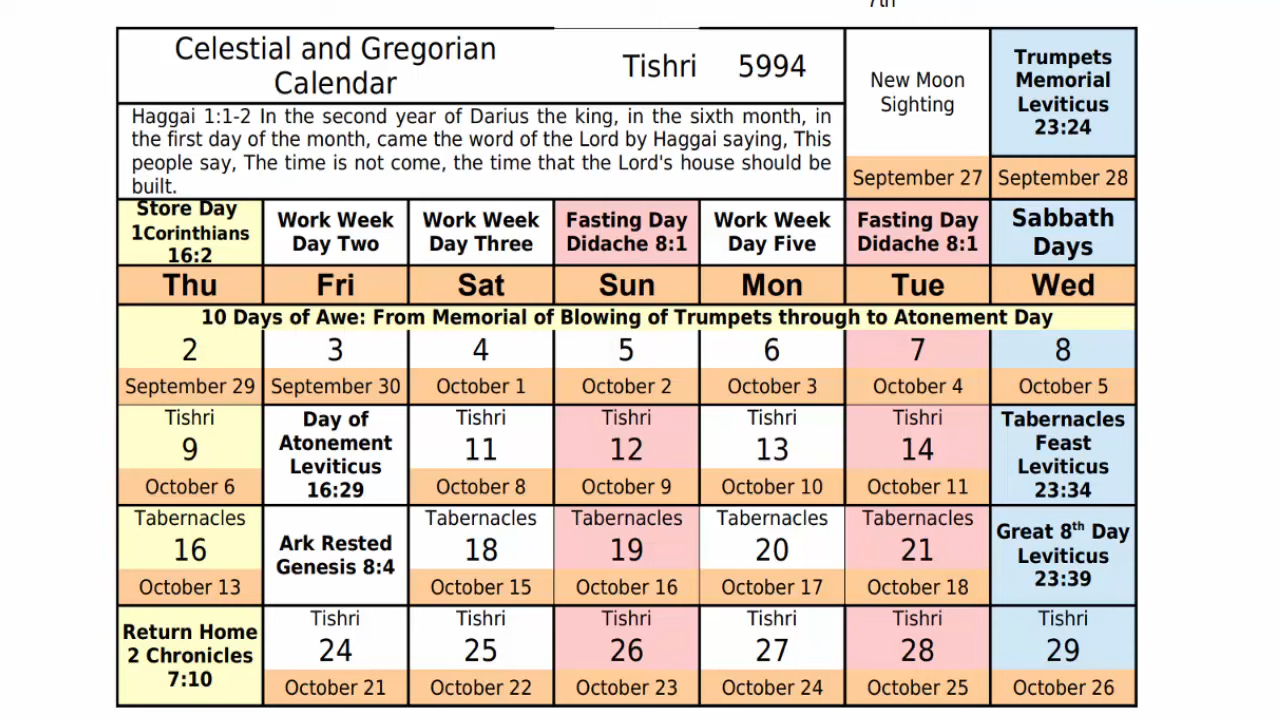 7th
Celestial and Gregorian
Calendar
Tishri 5994
New Moon
Sighting
September 27
Trumpets
Memorial
Leviticus
23:24
September 28
Haggai 1:1-2 In the second year of Darius the king, in the sixth month, in
the first day of the month, came the word of the Lord by Haggai saying, This
people say, The time is not come, the time that the Lord's house should be
built.
Store Day
1Corinthians
16:2
Work Week
Day Two
Work Week
Day Three
Fasting Day
Didache 8:1
Work Week
Day Five
Fasting Day
Didache 8:1
Sabbath
Days
Thu Fri Sat Sun Mon Tue Wed
10 Days of Awe: From Memorial of Blowing of Trumpets through to Atonement Day
2 3 4 5 6 7 8
September 29 September 30 October 1 October 2 October 3 October 4 October 5
Tishri
9
October 6
Day of
Atonement
Leviticus
16:29
Tishri
11
October 8
Tishri
12
October 9
Tishri
13
October 10
Tishri
14
October 11
Tabernacles
Feast
Leviticus
23:34
Tabernacles
16
October 13
Ark Rested
Genesis 8:4
Tabernacles
18
October 15
Tabernacles
19
October 16
Tabernacles
20
October 17
Tabernacles
21
October 18
Great 8th Day
Leviticus
23:39
Return Home
2 Chronicles
7:10
Tishri
24
October 21
Tishri
25
October 22
Tishri
26
October 23
Tishri
27
October 24
Tishri
28
October 25
Tishri
29
October 26